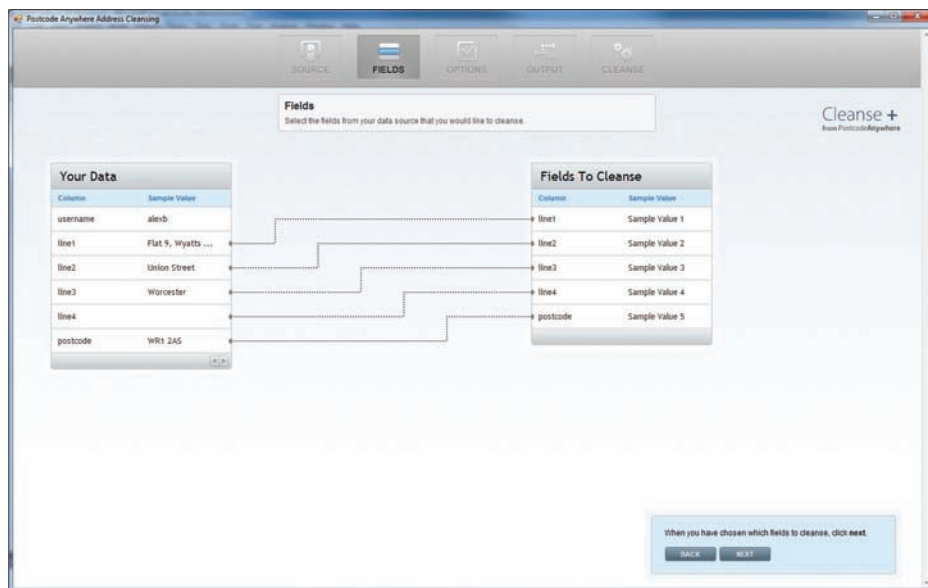 Postcode Anywhere Address Cleansing
SOURCE
FIELDS
OPTIONS
OUTPUT
CLEANSE
Fields
Select the fields from your data source that you would like to cleanse.
Cleanse +
from PostcodeAnywhere
Your Data
Column Sample Value
username alexb
line1 Flat 9, Wyatts ...
line2 Union Street
line3 Worcester
line4
postcode WR1 2AS
Fields To Cleanse
Column Sample Value
line1 Sample Value 1
line2 Sample Value 2
line3 Sample Value 3
line4 Sample Value 4
postcode Sample Value 5
When you have chosen which fields to cleanse, click next.
BACK NEXT